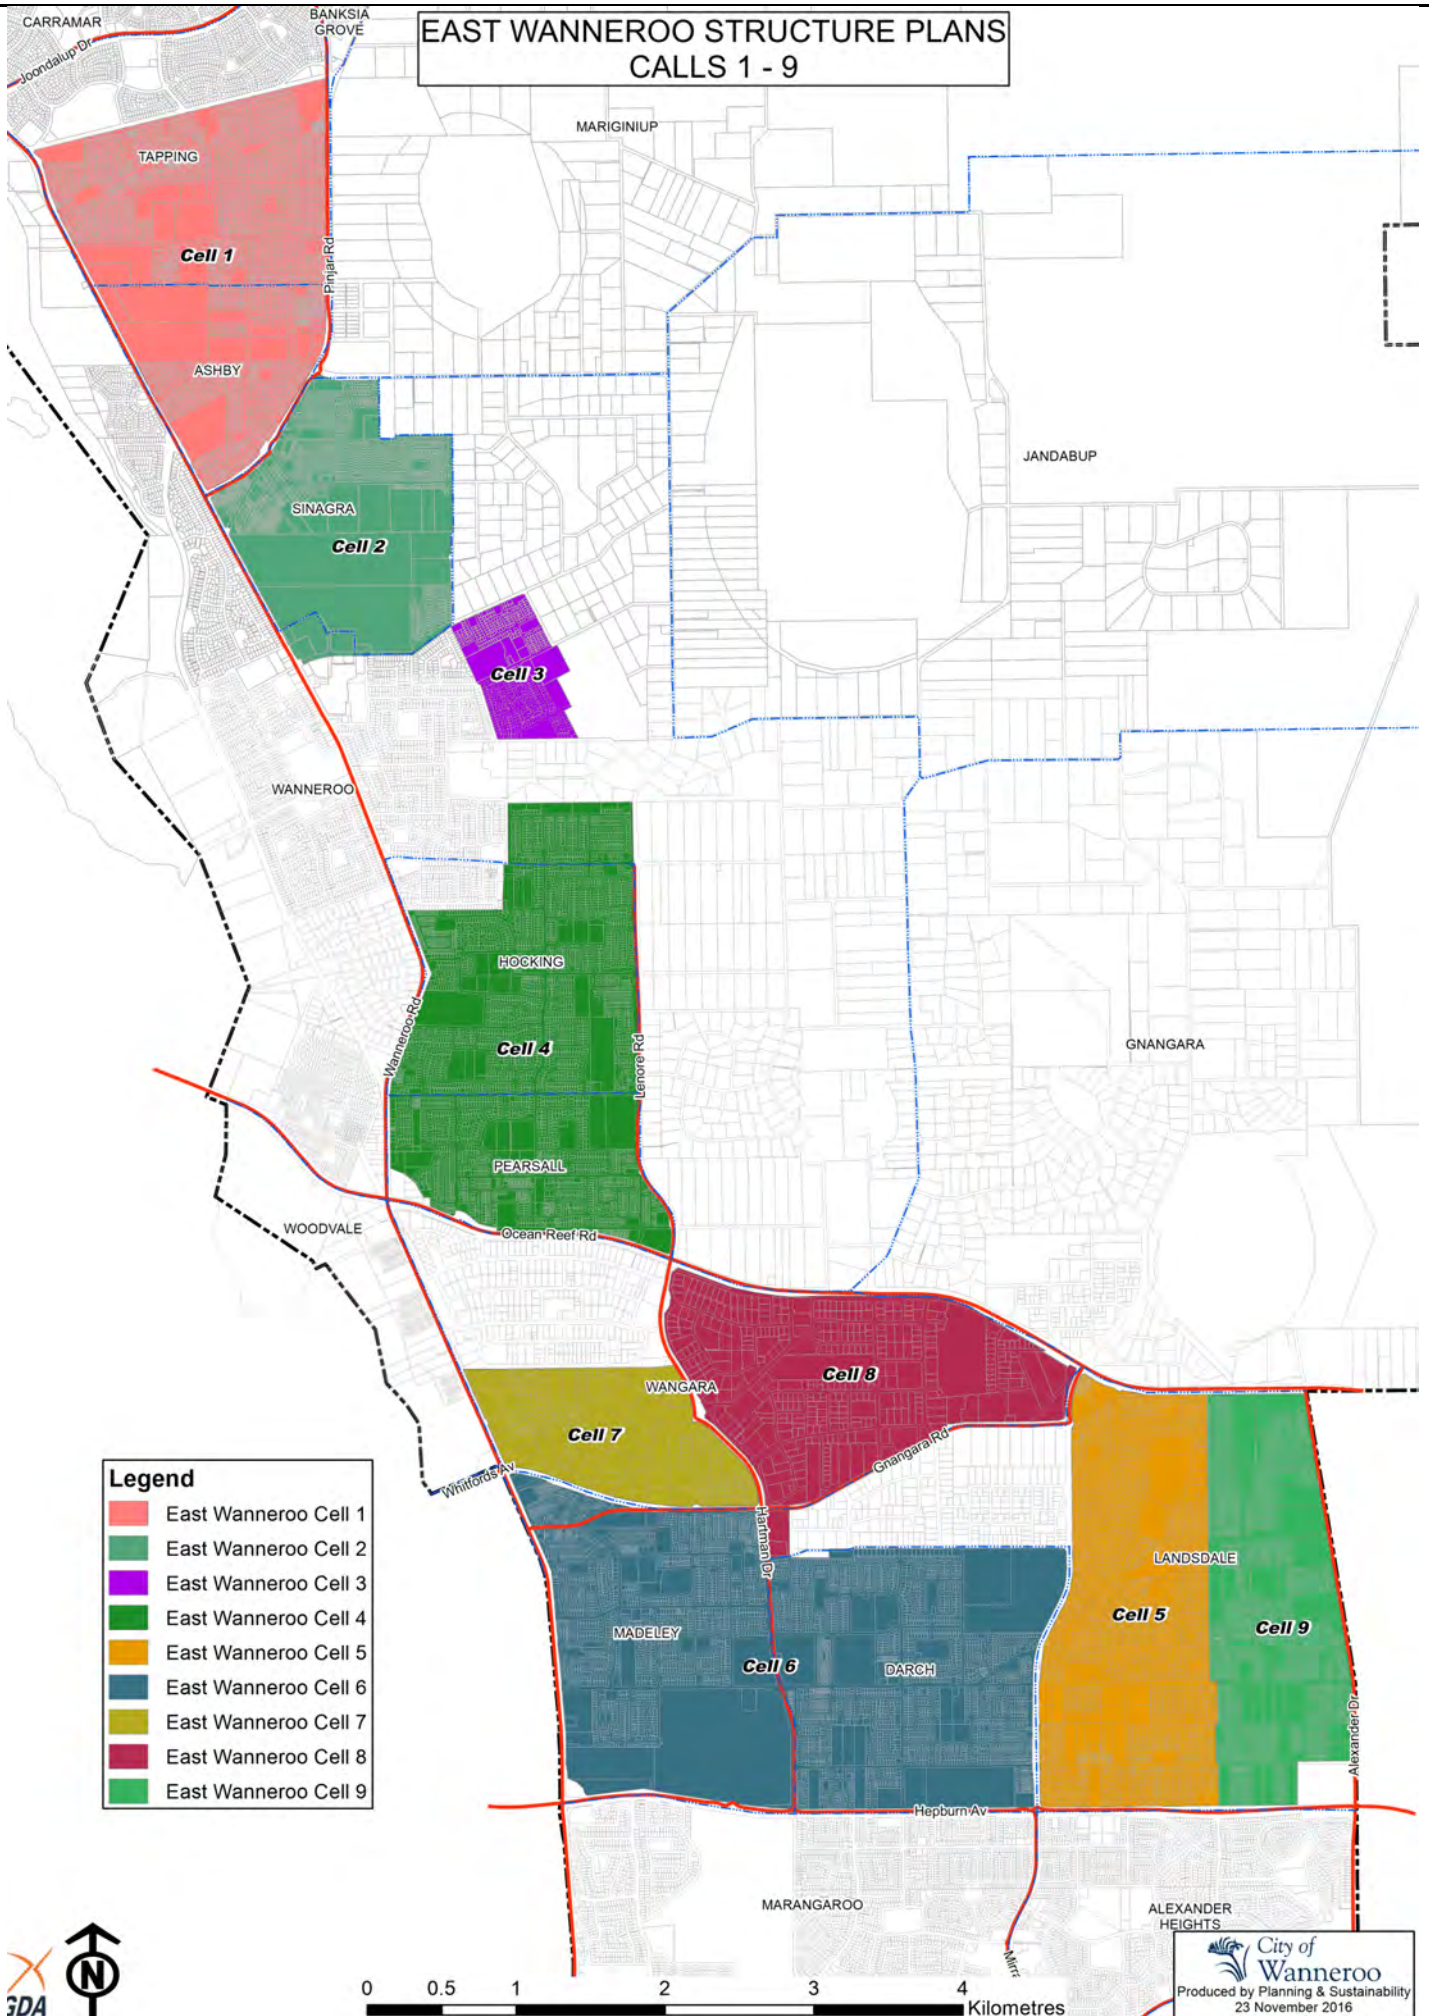 CARRAMAR
BANKSIA
GROVE
Joondalup Dr
EAST WANNEROO STRUCTURE PLANS
CALLS 1 - 9
MARIGINIUP
TAPPING
Cell 1
Pinjar Rd
ASHBY
JANDABUP
SINAGRA
Cell 2
Cell 3
WANNEROO
HOCKING
Wanneroo Rd
Cell 4
Lenore Rd
GNANGARA
PEARSALL
WOODVALE
Ocean Reef Rd
Cell 8
WANGARA
Cell 7
Gnangara Rd
Whitfords Av
Hartman Dr
LANDSDALE
Cell 5
Cell 9
MADELEY
Cell 6
DARCH
Alexander Dr
Hepburn Av
Legend
East Wanneroo Cell 1
East Wanneroo Cell 2
East Wanneroo Cell 3
East Wanneroo Cell 4
East Wanneroo Cell 5
East Wanneroo Cell 6
East Wanneroo Cell 7
East Wanneroo Cell 8
East Wanneroo Cell 9
MARANGAROO
ALEXANDER
HEIGHTS
N
0 0.5 1 2 3 4
Kilometres
City of
Wanneroo
Produced by Planning & Sustainability
23 November 2016